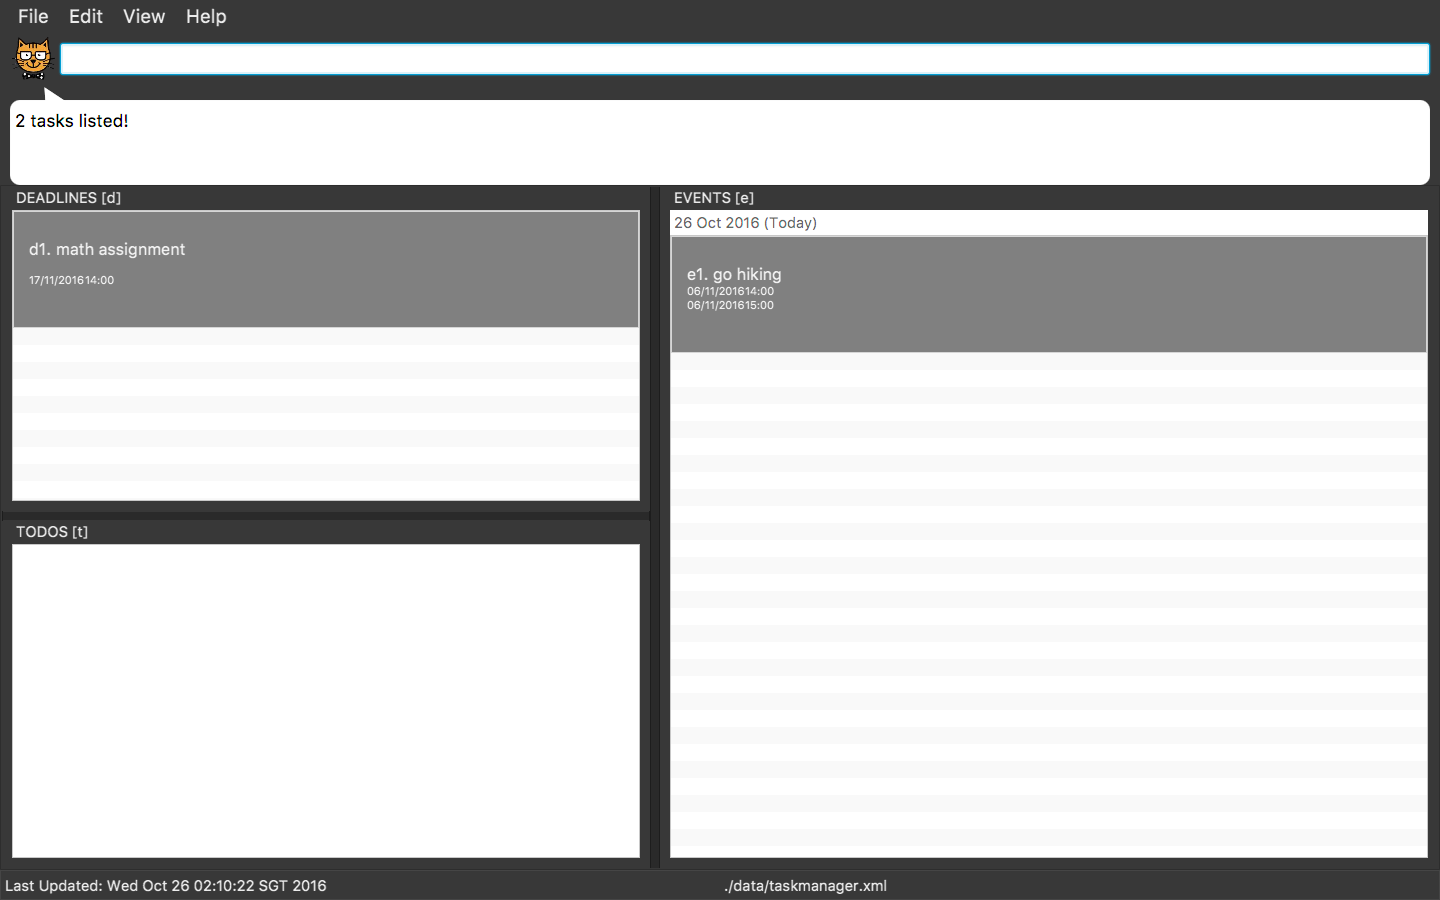 File Edit View Help
2 tasks listed!
DEADLINES [d]
d1. math assignment
17/11/201614:00
TODOS [t]
EVENTS [e]
26 Oct 2016 (Today)
e1. go hiking
06/11/201614:00
06/11/201615:00
Last Updated: Wed Oct 26 02:10:22 SGT 2016
./data/taskmanager.xml